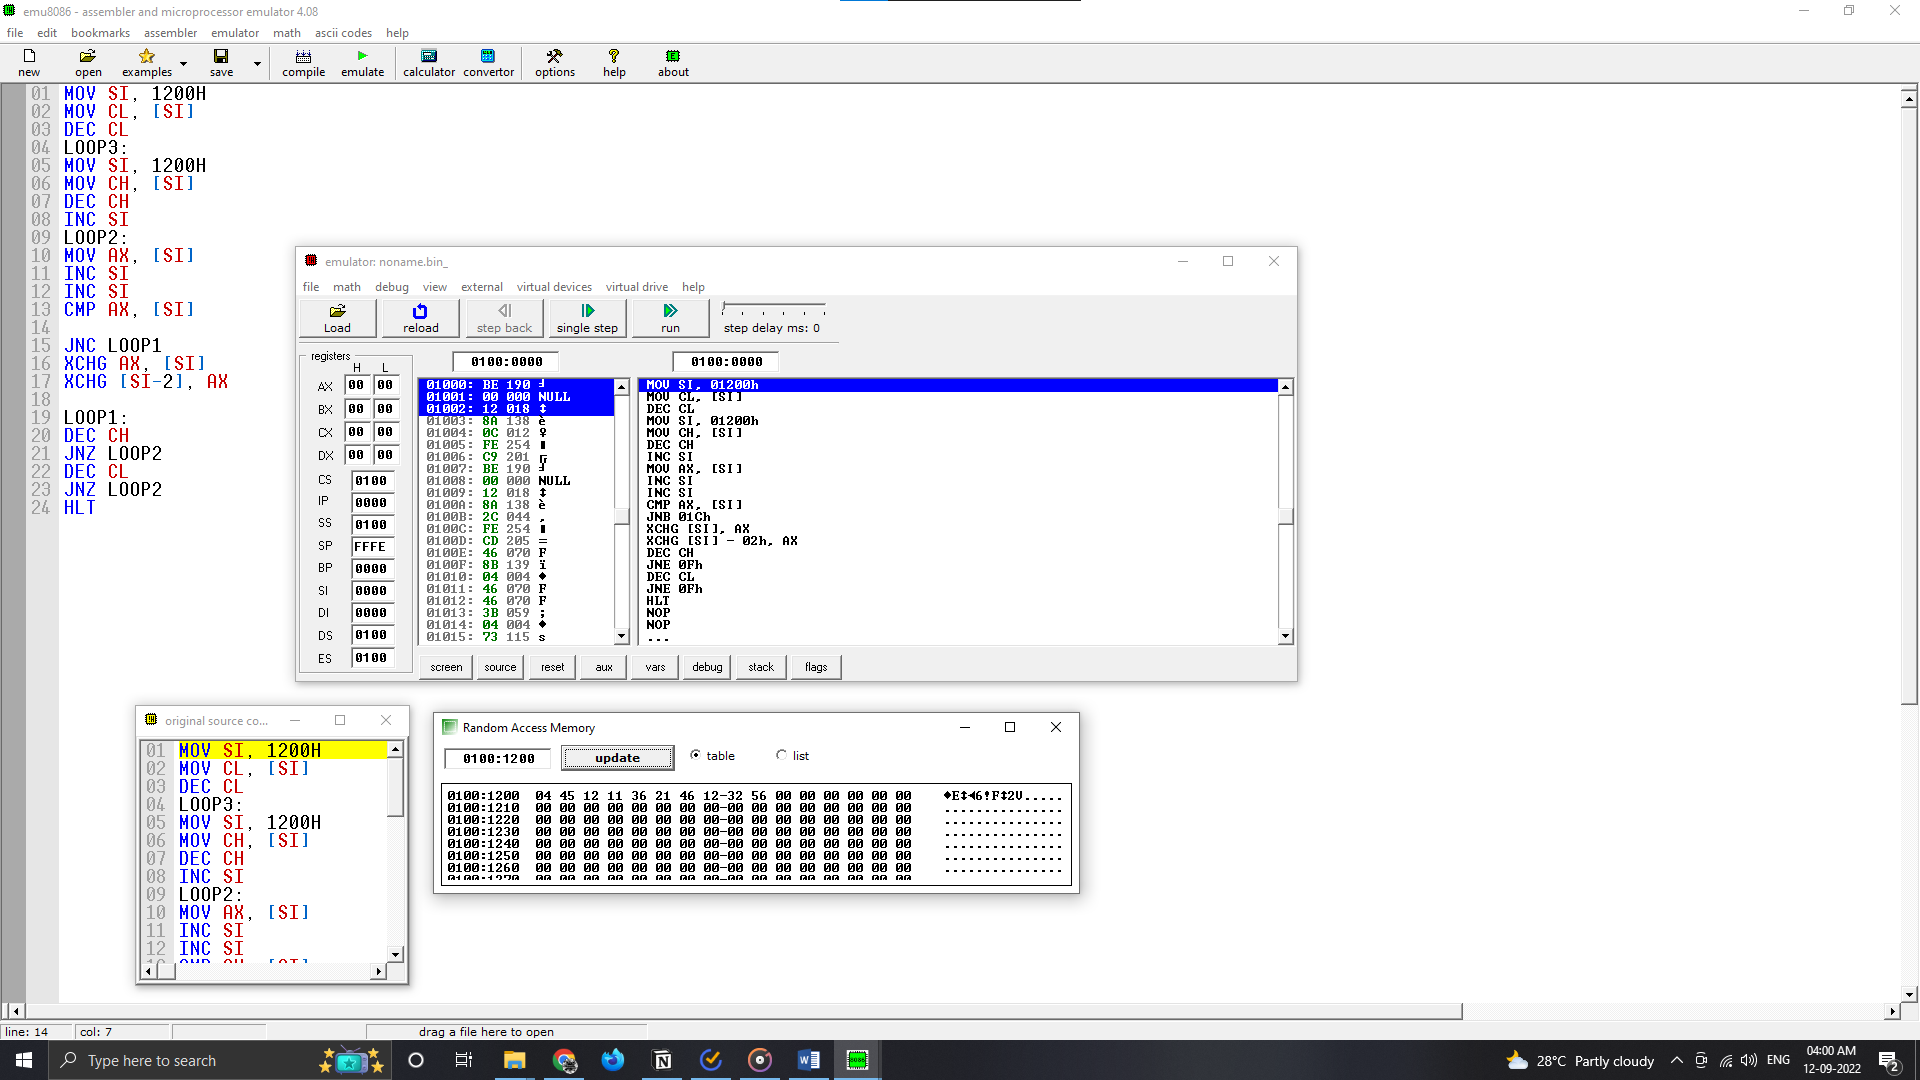 emu8086 - assembler and microprocessor emulator 4.08
file edit bookmarks assembler emulator math ascii codes help
new open examples save compile emulate calculator convertor options help about
01 MOV SI, 1200H
02 MOV CL, [SI]
03 DEC CL
04 LOOP3:
05 MOV SI, 1200H
06 MOV CH, [SI]
07 DEC CH
08 INC SI
09 LOOP2:
10 MOV AX, [SI]
11 INC SI
12 INC SI
13 CMP AX, [SI]
14
15 JNC LOOP1
16 XCHG AX, [SI]
17 XCHG [SI-2], AX
18
19 LOOP1:
20 DEC CH
21 JNZ LOOP2
22 DEC CL
23 JNZ LOOP2
24 HLT
emulator: noname.bin_
file math debug view external virtual devices virtual drive help
Load reload step back single step run step delay ms: 0
registers
H L
AX 00 00
BX 00 00
CX 00 00
DX 00 00
CS 0100
IP 0000
SS 0100
SP FFFE
BP 0000
SI 0000
DI 0000
DS 0100
ES 0100
0100:0000
01000: BE 190 ╛
01001: 00 000 NULL
01002: 12 018 ↕
01003: 8A 138 è
01004: 0C 012 ♀
01005: FE 254 ■
01006: C9 201 ╔
01007: BE 190 ╛
01008: 00 000 NULL
01009: 12 018 ↕
0100A: 8A 138 è
0100B: 2C 044 ,
0100C: FE 254 ■
0100D: CD 205 =
0100E: 46 070 F
0100F: 8B 139 ï
01010: 04 004 ♦
01011: 46 070 F
01012: 46 070 F
01013: 3B 059 ;
01014: 04 004 ♦
01015: 73 115 s
0100:0000
MOV SI, 01200h
MOV CL, [SI]
DEC CL
MOV SI, 01200h
MOV CH, [SI]
DEC CH
INC SI
MOV AX, [SI]
INC SI
INC SI
CMP AX, [SI]
JNB 01Ch
XCHG [SI], AX
XCHG [SI] - 02h, AX
DEC CH
JNE 0Fh
DEC CL
JNE 0Fh
HLT
NOP
NOP
...
screen source reset aux vars debug stack flags
original source co...
01 MOV SI, 1200H
02 MOV CL, [SI]
03 DEC CL
04 LOOP3:
05 MOV SI, 1200H
06 MOV CH, [SI]
07 DEC CH
08 INC SI
09 LOOP2:
10 MOV AX, [SI]
11 INC SI
12 INC SI
Random Access Memory
0100:1200 update table list
0100:1200 04 45 12 11 36 21 46 12-32 56 00 00 00 00 00 00 ♦E↕◄6!F↕2V......
0100:1210 00 00 00 00 00 00 00 00-00 00 00 00 00 00 00 00 ................
0100:1220 00 00 00 00 00 00 00 00-00 00 00 00 00 00 00 00 ................
0100:1230 00 00 00 00 00 00 00 00-00 00 00 00 00 00 00 00 ................
0100:1240 00 00 00 00 00 00 00 00-00 00 00 00 00 00 00 00 ................
0100:1250 00 00 00 00 00 00 00 00-00 00 00 00 00 00 00 00 ................
0100:1260 00 00 00 00 00 00 00 00-00 00 00 00 00 00 00 00 ................
line: 14 col: 7 drag a file here to open
Type here to search
28°C Partly cloudy ENG
04:00 AM
12-09-2022
2